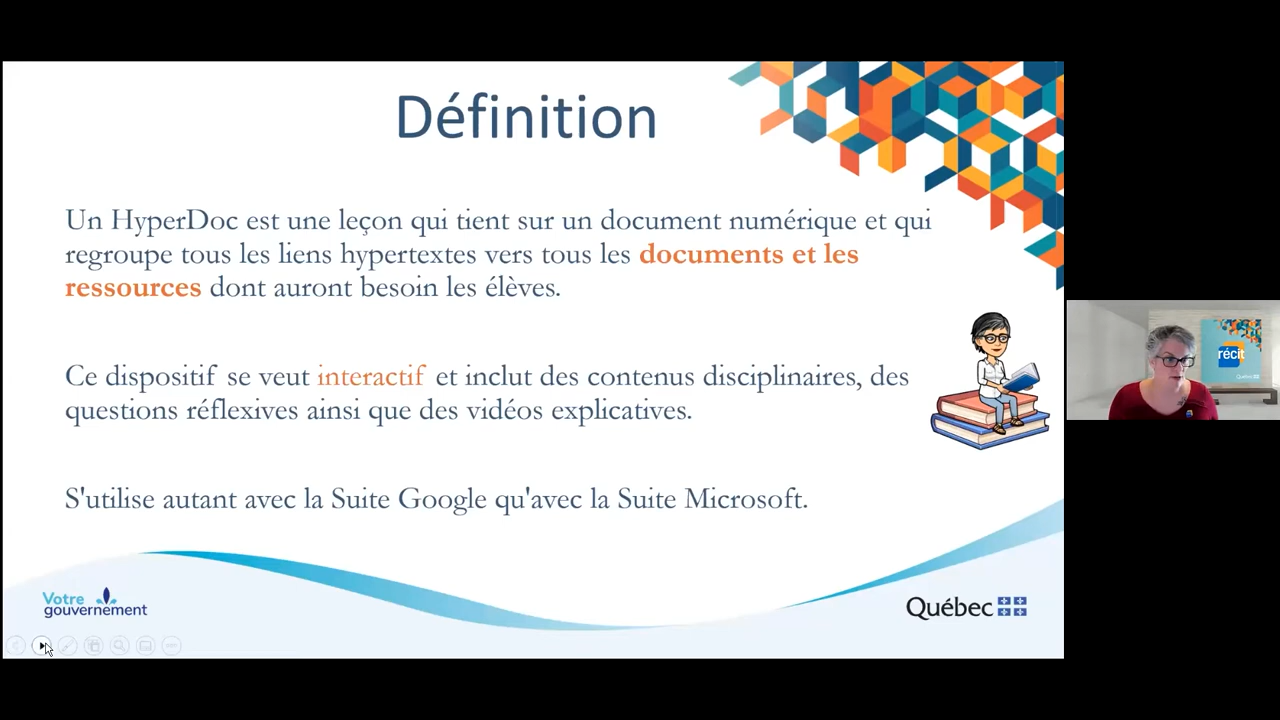 Définition
Un HyperDoc est une leçon qui tient sur un document numérique et qui
regroupe tous les liens hypertextes vers tous les documents et les
ressources dont auront besoin les élèves.
Ce dispositif se veut interactif et inclut des contenus disciplinaires, des
questions réflexives ainsi que des vidéos explicatives.
S'utilise autant avec la Suite Google qu'avec la Suite Microsoft.
Votre
gouvernement
Québec
récit
Québec